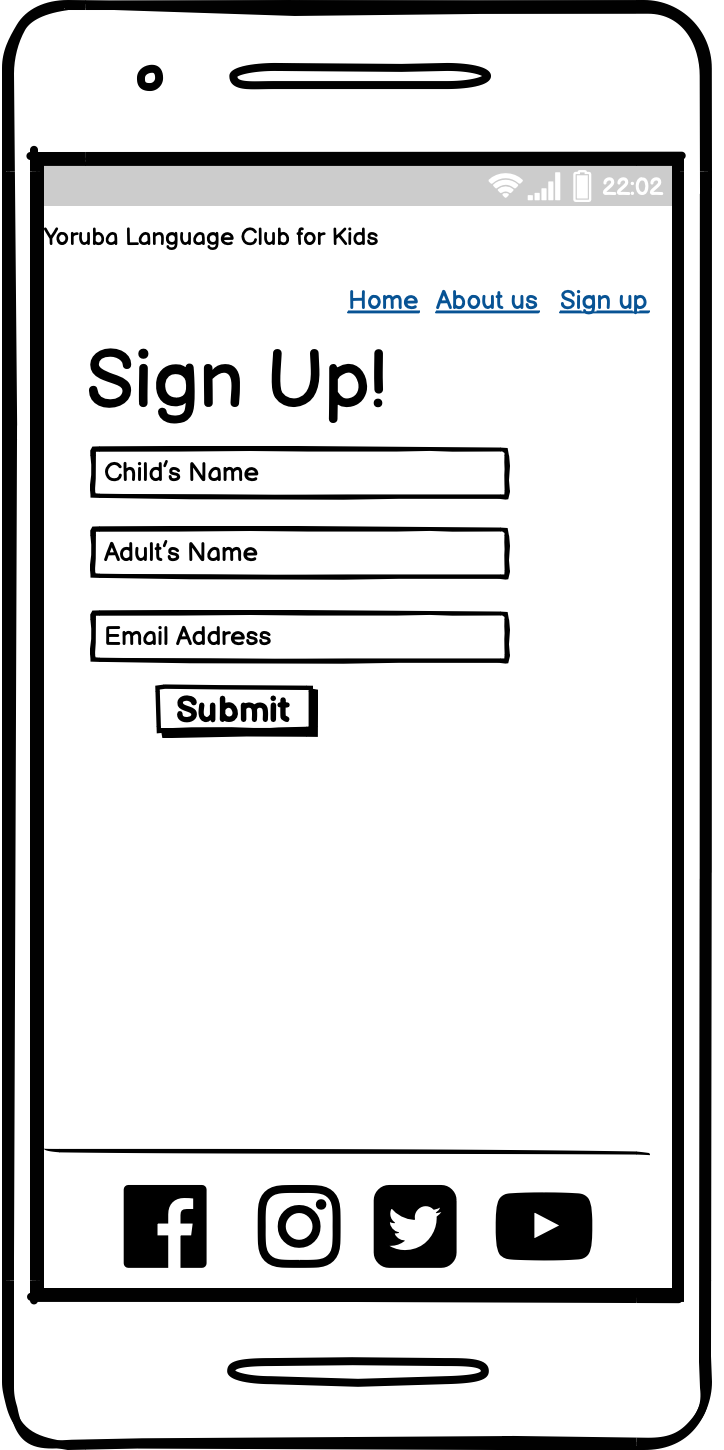 22:02
Yoruba Language Club for Kids
Home About us Sign up
Sign Up!
Child's Name
Adult's Name
Email Address
Submit